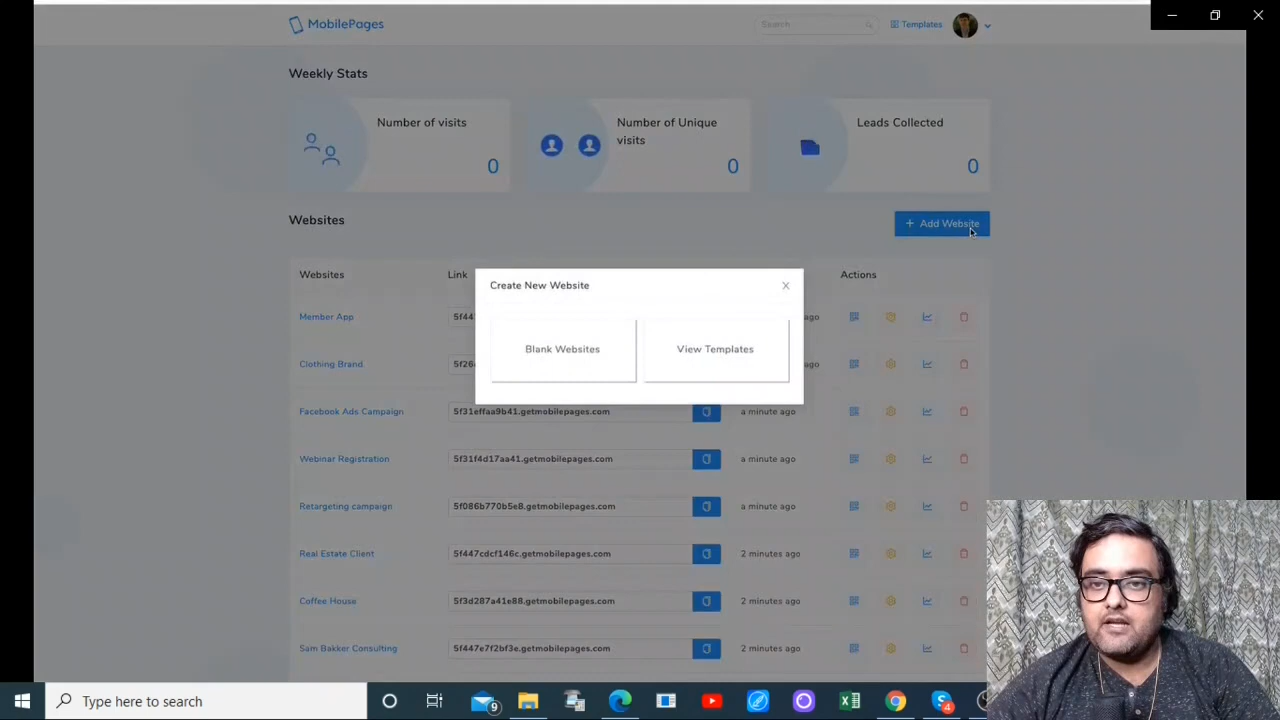 MobilePages
Search
Templates
Weekly Stats
Number of visits
0
Number of Unique
visits
0
Leads Collected
0
Websites
+ Add Website
Websites
Link
Actions
Member App
5f44
ago
Clothing Brand
5f26
ago
Create New Website
X
Blank Websites
View Templates
Facebook Ads Campaign
5f31effaa9b41.getmobilepages.com
a minute ago
Webinar Registration
5f31f4d17aa41.getmobilepages.com
a minute ago
Retargeting campaign
5f086b770b5e8.getmobilepages.com
a minute ago
Real Estate Client
5f447cdcf146c.getmobilepages.com
2 minutes ago
Coffee House
5f3d287a41e88.getmobilepages.com
2 minutes ago
Sam Bakker Consulting
5f447e7f2bf3e.getmobilepages.com
2 minutes ago
Type here to search
9
4